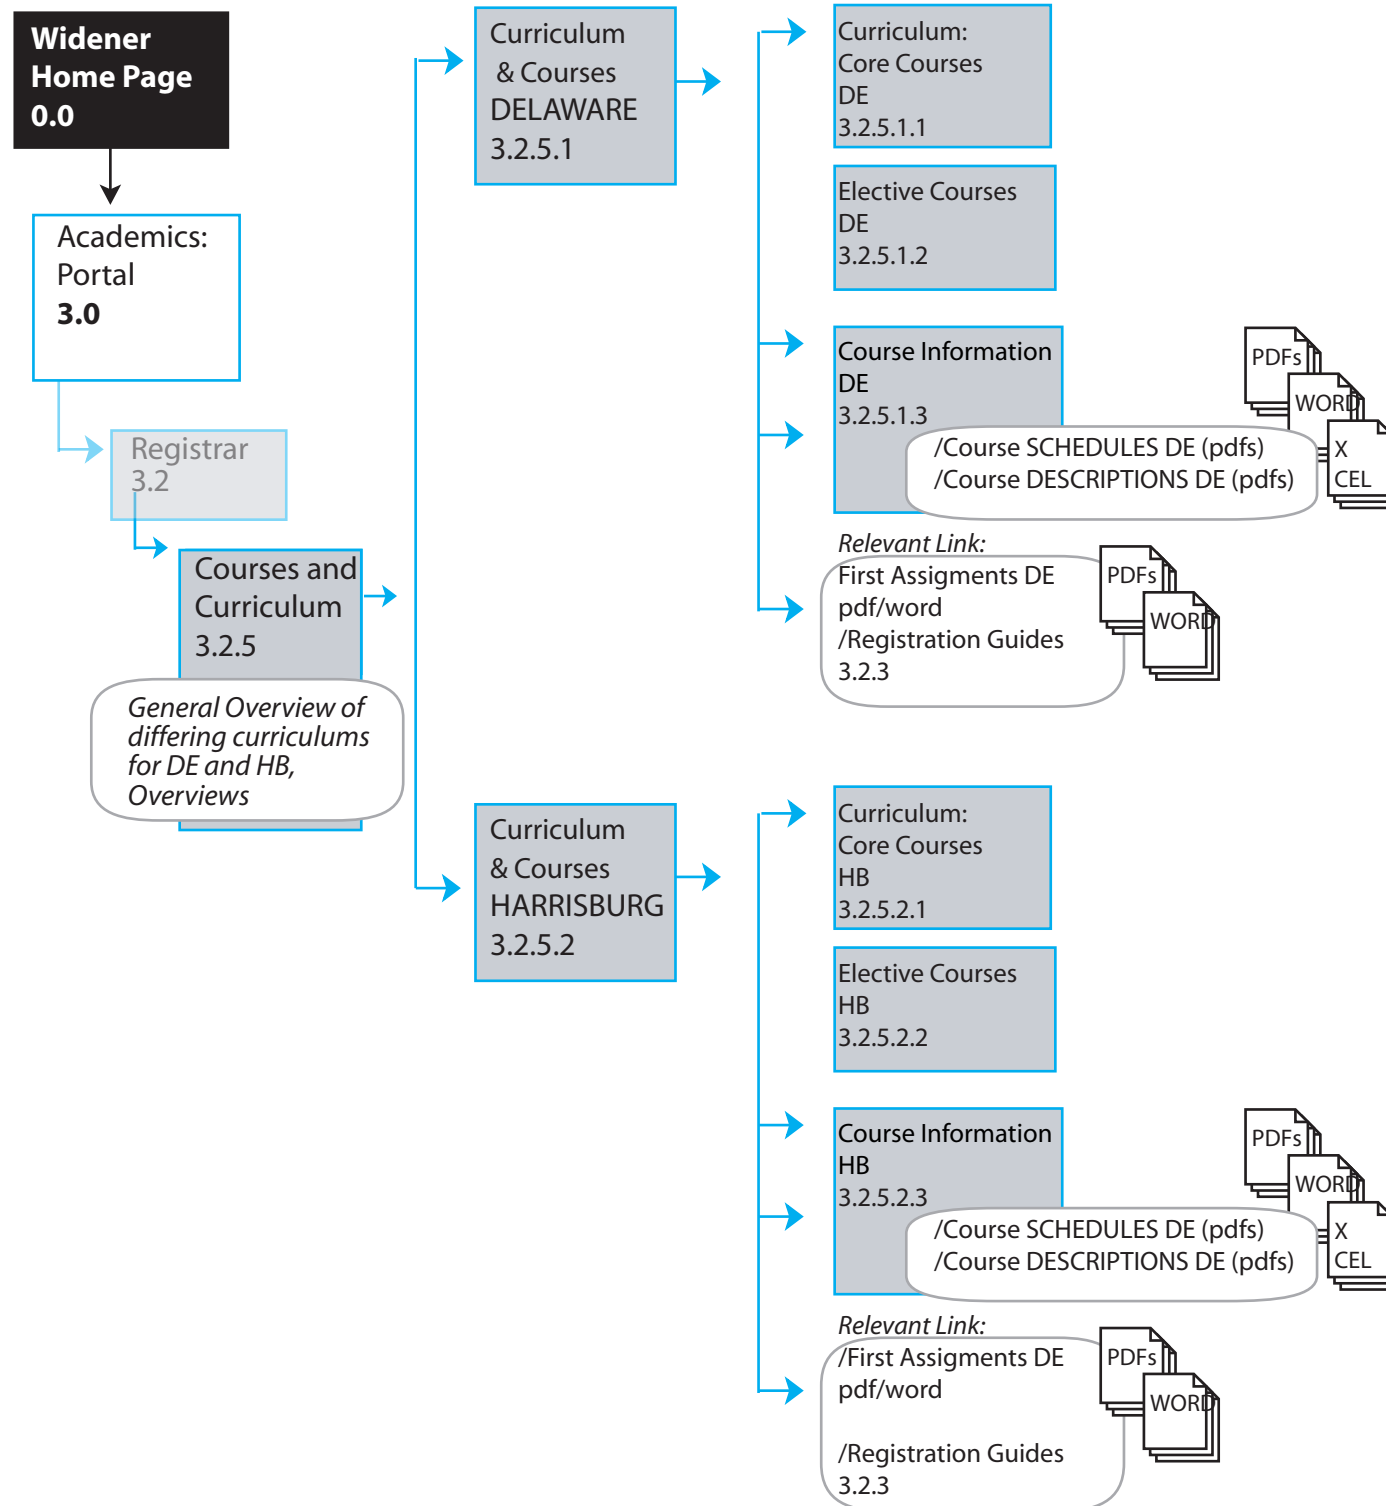 Widener
Home Page
0.0
Academics:
Portal
3.0
Registrar
3.2
Courses and
Curriculum
3.2.5
General Overview of
differing curriculums
for DE and HB,
Overviews
Curriculum
& Courses
DELAWARE
3.2.5.1
Curriculum:
Core Courses
DE
3.2.5.1.1
Elective Courses
DE
3.2.5.1.2
Course Information
DE
3.2.5.1.3
/Course SCHEDULES DE (pdfs)
/Course DESCRIPTIONS DE (pdfs)
PDFs
WORD
X
CEL
Relevant Link:
First Assigments DE
pdf/word
/Registration Guides
3.2.3
PDFs
WORD
Curriculum
& Courses
HARRISBURG
3.2.5.2
Curriculum:
Core Courses
HB
3.2.5.2.1
Elective Courses
HB
3.2.5.2.2
Course Information
HB
3.2.5.2.3
/Course SCHEDULES DE (pdfs)
/Course DESCRIPTIONS DE (pdfs)
PDFs
WORD
X
CEL
Relevant Link:
/First Assigments DE
pdf/word
/Registration Guides
3.2.3
PDFs
WORD